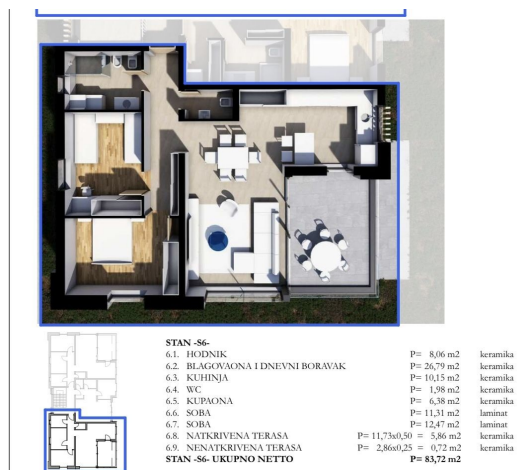 STAN -S6-
6.1. HODNIK P= 8,06 m2 keramika
6.2. BLAGOVAONA I DNEVNI BORAVAK P= 26,79 m2 keramika
6.3. KUHINJA P= 10,15 m2 keramika
6.4. WC P= 1,98 m2 keramika
6.5. KUPAONA P= 6,38 m2 keramika
6.6. SOBA P= 11,31 m2 laminat
6.7. SOBA P= 12,47 m2 laminat
6.8. NATKRIVENA TERASA P= 11,73x0,50 = 5,86 m2 keramika
6.9. NENATKRIVENA TERASA P= 2,86x0,25 = 0,72 m2 keramika
STAN -S6- UKUPNO NETTO P= 83,72 m2